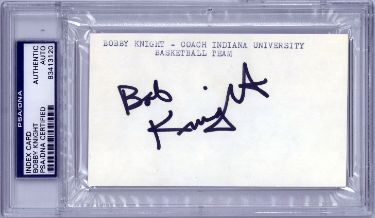 BOBBY KNIGHT - COACH INDIANA UNIVERSITY
BASKETBALL TEAM
Bob
Knight
PSA/DNA
AUTHENTIC
AUTO
83413120
INDEX CARD
BOBBY KNIGHT
PSA/DNA CERTIFIED